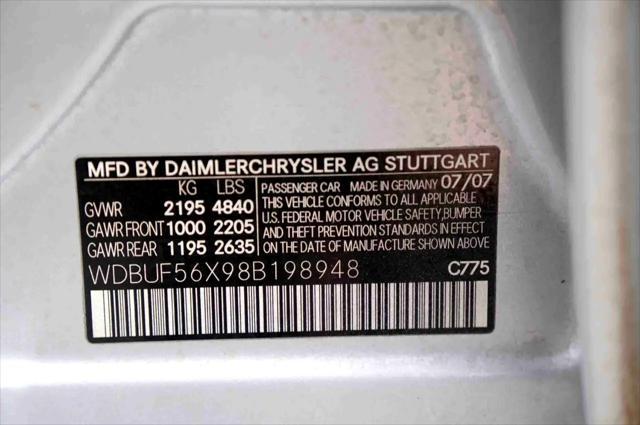 MFD BY DAIMLERCHRYSLER AG STUTTGART
KG LBS
GVWR 2195 4840
GAWR FRONT 1000 2205
GAWR REAR 1195 2635
PASSENGER CAR MADE IN GERMANY 07/07
THIS VEHICLE CONFORMS TO ALL APPLICABLE
U.S. FEDERAL MOTOR VEHICLE SAFETY,BUMPER
AND THEFT PREVENTION STANDARDS IN EFFECT
ON THE DATE OF MANUFACTURE SHOWN ABOVE.
WDBUF56X98B198948 C775